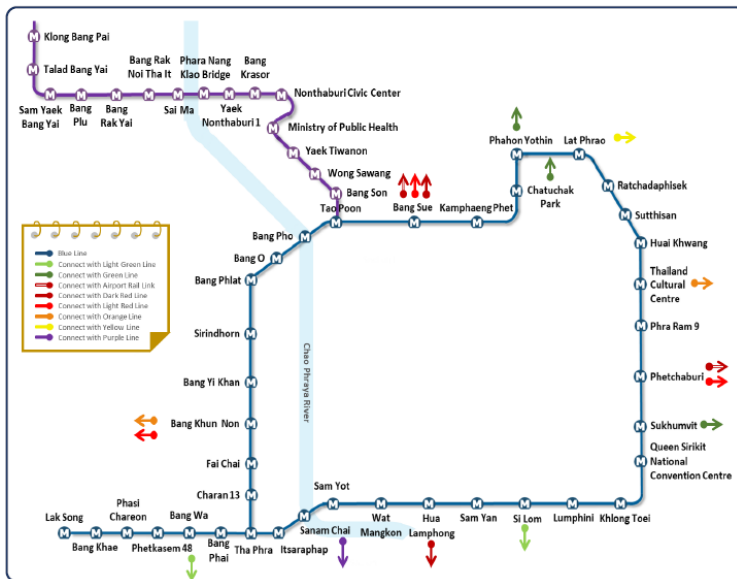 Klong Bang Pai
Talad Bang Yai
Sam Yaek
Bang Yai
Bang
Plu
Bang
Rak Yai
Bang Rak
Noi Tha It
Sai Ma
Phara Nang
Klao Bridge
Yaek
Nonthaburi 1
Bang
Krasor
Nonthaburi Civic Center
Ministry of Public Health
Yaek Tiwanon
Wong Sawang
Bang Son
Tao Poon
Bang Sue
Kamphaeng Phet
Phahon Yothin
Chatuchak
Park
Lat Phrao
Ratchadaphisek
Sutthisan
Huai Khwang
Thailand
Cultural
Centre
Phra Ram 9
Phetchaburi
Sukhumvit
Queen Sirikit
National
Convention Centre
Khlong Toei
Lumphini
Si Lom
Sam Yan
Hua
Lamphong
Wat
Mangkon
Sam Yot
Sanam Chai
Itsaraphap
Tha Phra
Bang
Phai
Bang Wa
Phetkasem 48
Phasi
Chareon
Bang Khae
Lak Song
Charan 13
Fai Chai
Bang Khun Non
Bang Yi Khan
Sirindhorn
Bang Phlat
Bang O
Bang Pho
Chao Phraya River
Blue Line
Connect with Light Green Line
Connect with Green Line
Connect with Airport Rail Link
Connect with Dark Red Line
Connect with Light Red Line
Connect with Orange Line
Connect with Yellow Line
Connect with Purple Line